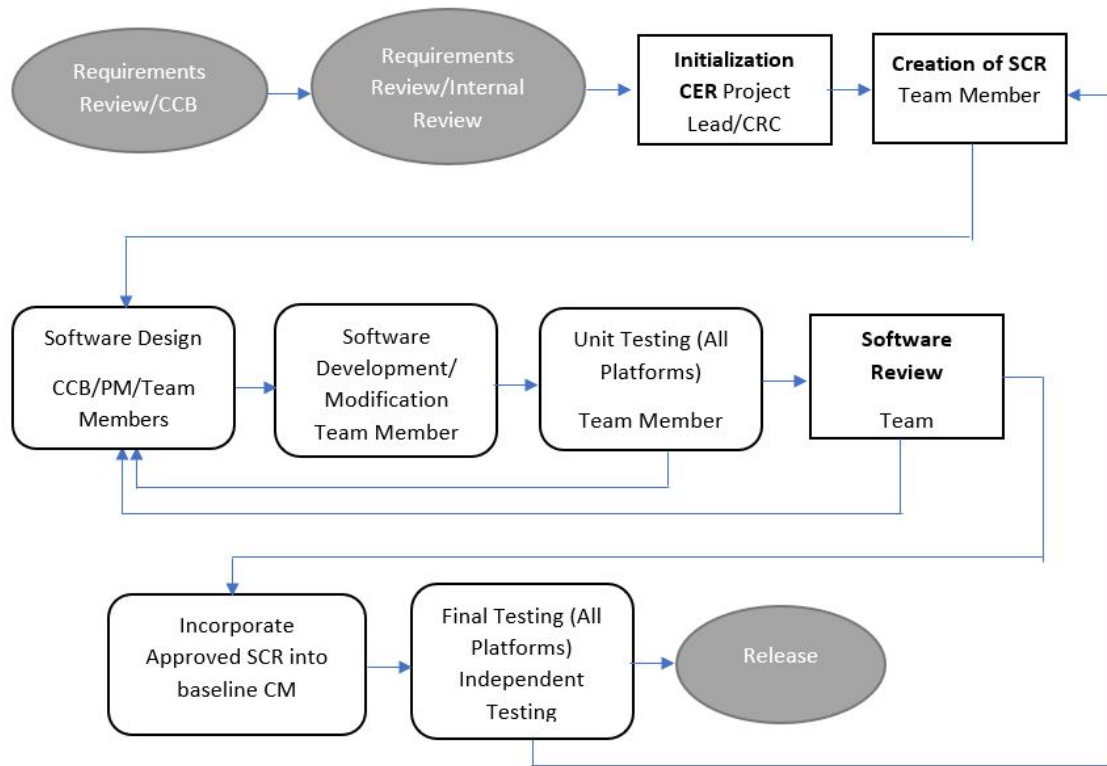 Requirements
Review/CCB
Requirements
Review/Internal
Review
Initialization
CER Project
Lead/CRC
Creation of SCR
Team Member
Software Design
CCB/PM/Team
Members
Software
Development/
Modification
Team Member
Unit Testing (All
Platforms)
Team Member
Software
Review
Team
Incorporate
Approved SCR into
baseline CM
Final Testing (All
Platforms)
Independent
Testing
Release